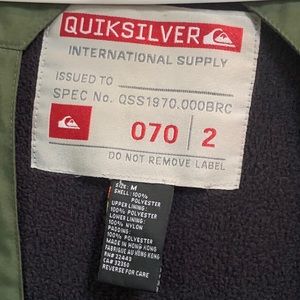 QUIKSILVER
INTERNATIONAL SUPPLY
ISSUED TO
SPEC No. QSS1970.000BRC
070 2
DO NOT REMOVE LABEL
SIZE: M
SHELL: 100%
POLYESTER
UPPER LINING:
100% POLYESTER
LOWER LINING:
100% NYLON
PADDING:
100% POLYESTER
MADE IN HONG KONG
FABRIQUE AU HONG KONG
RN# 32449
CA# 32350
REVERSE FOR CARE